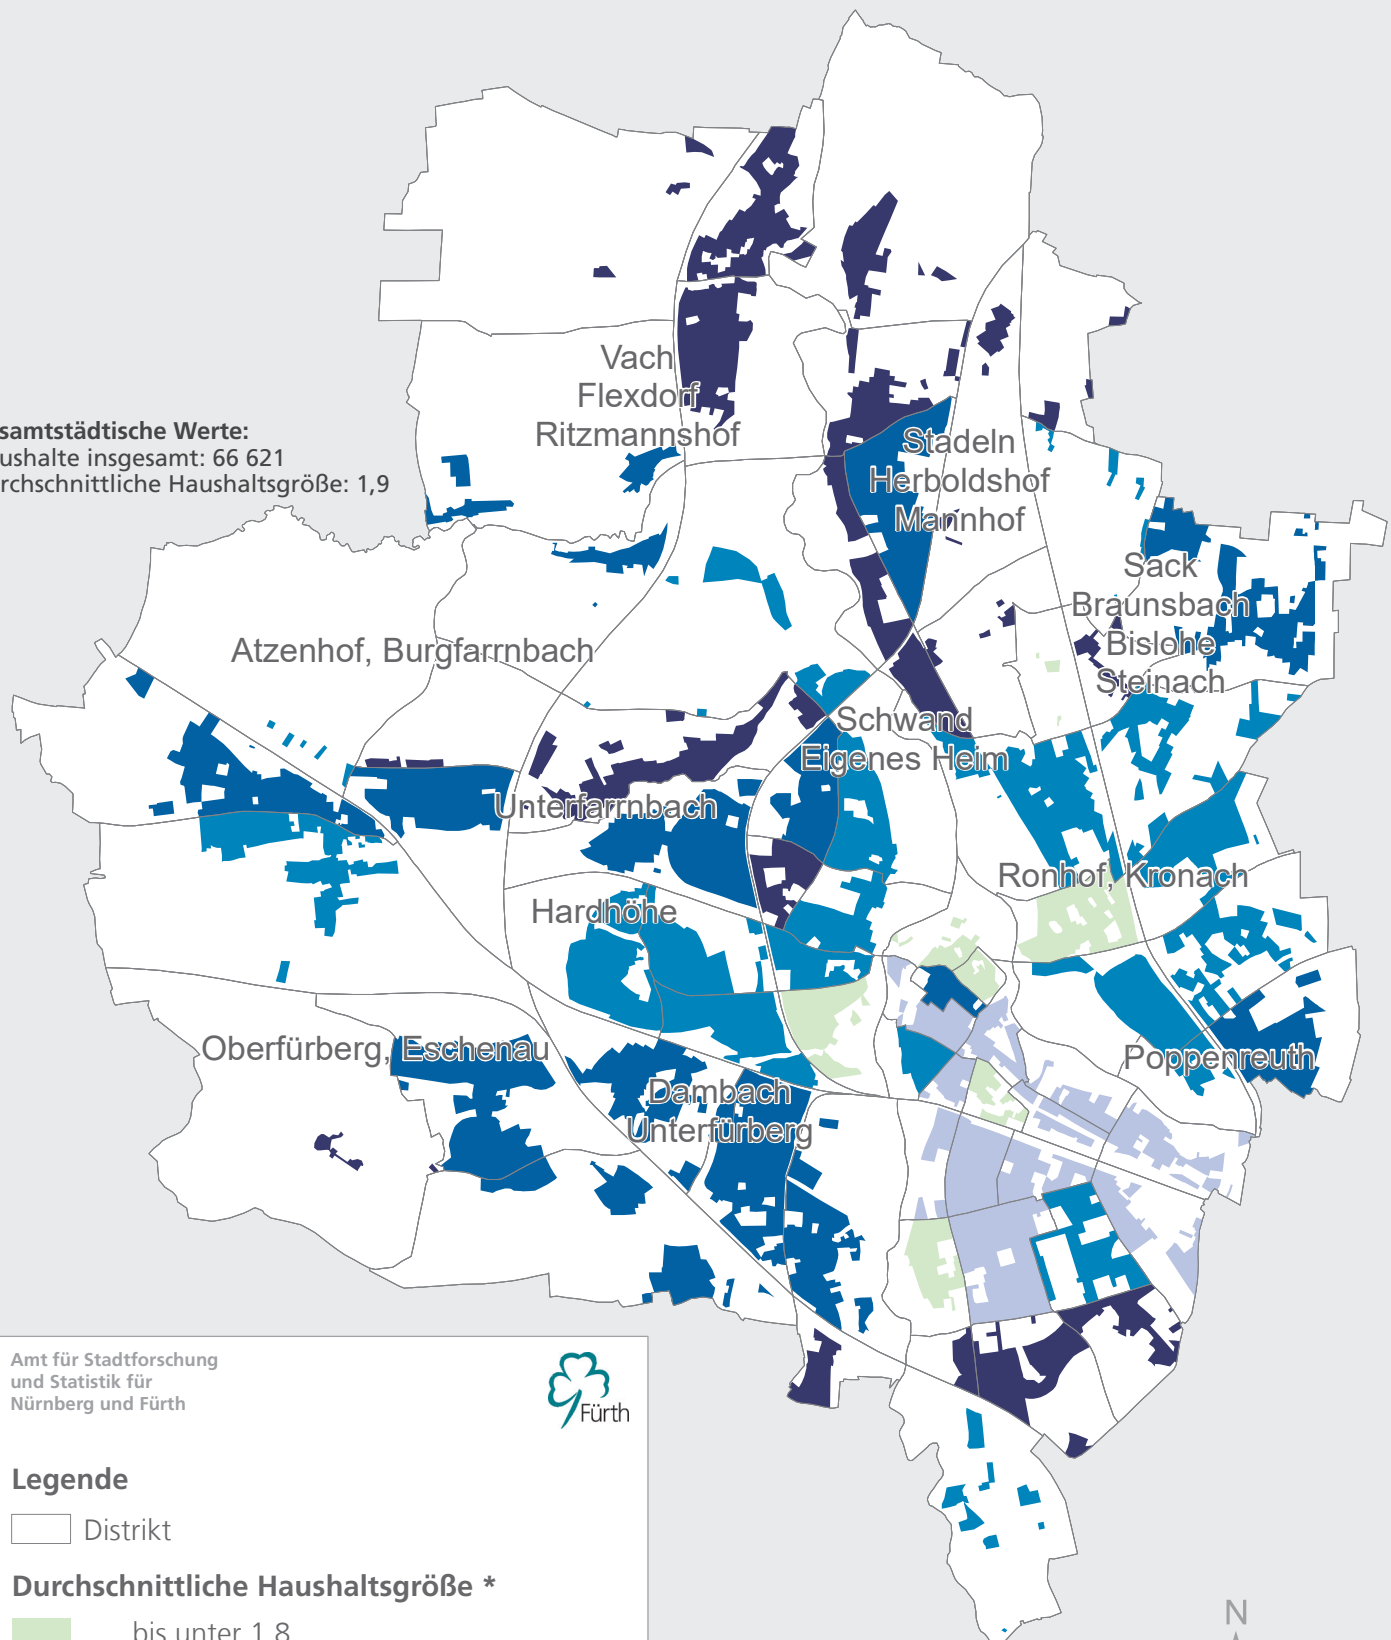 Vach
Flexdorf
Ritzmannshof
samtstädtische Werte:
ushalte insgesamt: 66 621
rchschnittliche Haushaltsgröße: 1,9
Stadeln
Herboldshof
Mannhof
Sack
Braunsbach
Bislohe
Steinach
Atzenhof, Burgfarrnbach
Schwand
Eigenes Heim
Unterfarrnbach
Ronhof, Kronach
Hardhöhe
Oberfürberg, Eschenau
Poppenreuth
Dambach
Unterfürberg
Amt für Stadtforschung
und Statistik für
Nürnberg und Fürth
Fürth
Legende
Distrikt
Durchschnittliche Haushaltsgröße *
bis unter 1,8
N